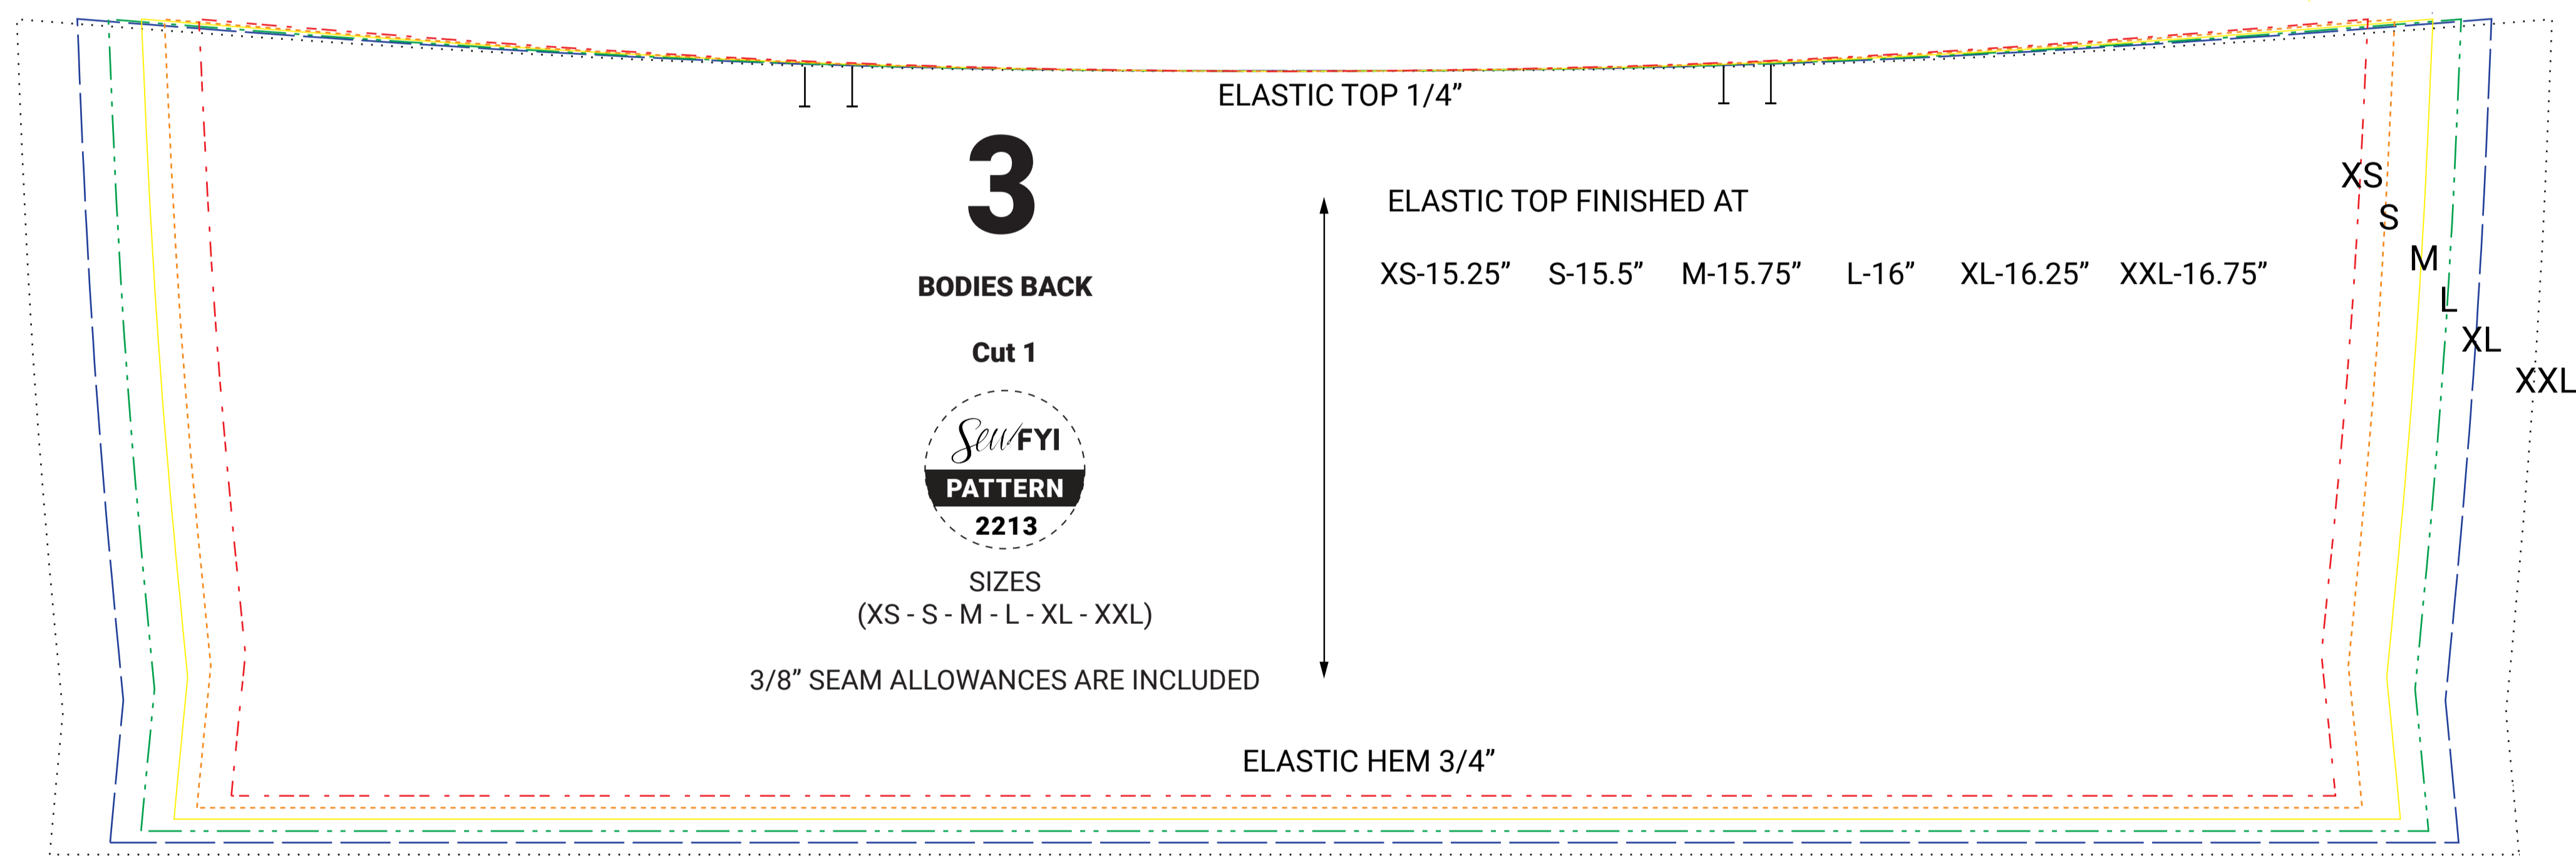 ELASTIC TOP 1/4”
3
BODIES BACK
Cut 1
Sew FYI
PATTERN
2213
SIZES
(XS - S - M - L - XL - XXL)
3/8” SEAM ALLOWANCES ARE INCLUDED
ELASTIC TOP FINISHED AT
XS-15.25” S-15.5” M-15.75” L-16” XL-16.25” XXL-16.75”
XS
S
M
L
XL
XXL
ELASTIC HEM 3/4”